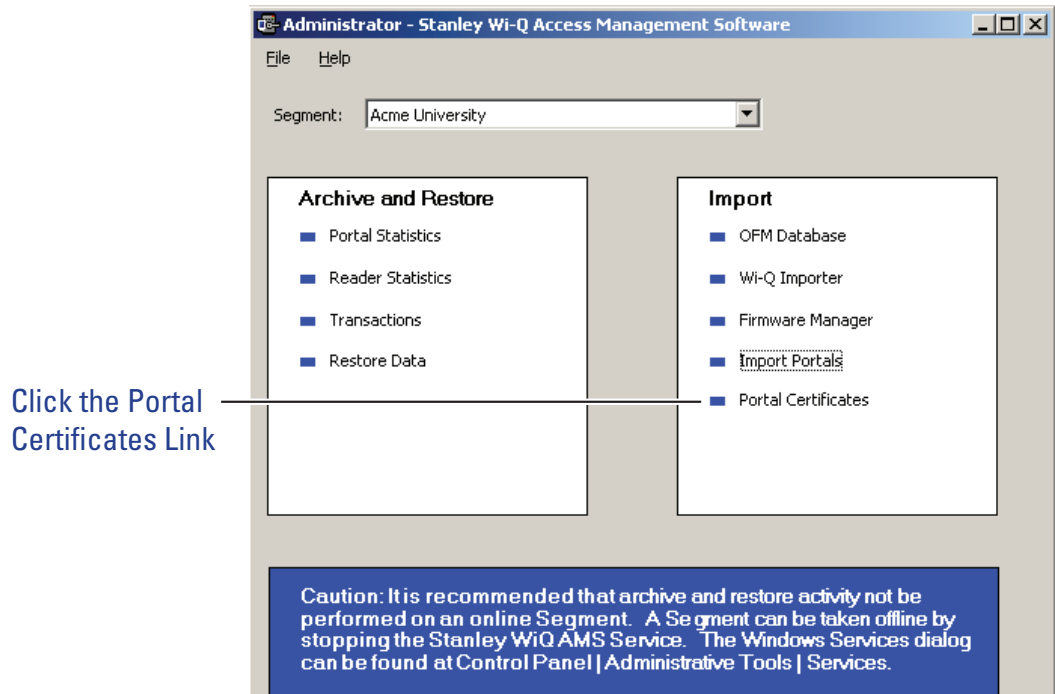 Administrator - Stanley Wi-Q Access Management Software
File Help
Segment: Acme University
Archive and Restore
Portal Statistics
Reader Statistics
Transactions
Restore Data
Import
OFM Database
Wi-Q Importer
Firmware Manager
Import Portals
Portal Certificates
Click the Portal
Certificates Link
Caution: It is recommended that archive and restore activity not be
performed on an online Segment. A Segment can be taken offline by
stopping the Stanley WiQ AMS Service. The Windows Services dialog
can be found at Control Panel | Administrative Tools | Services.